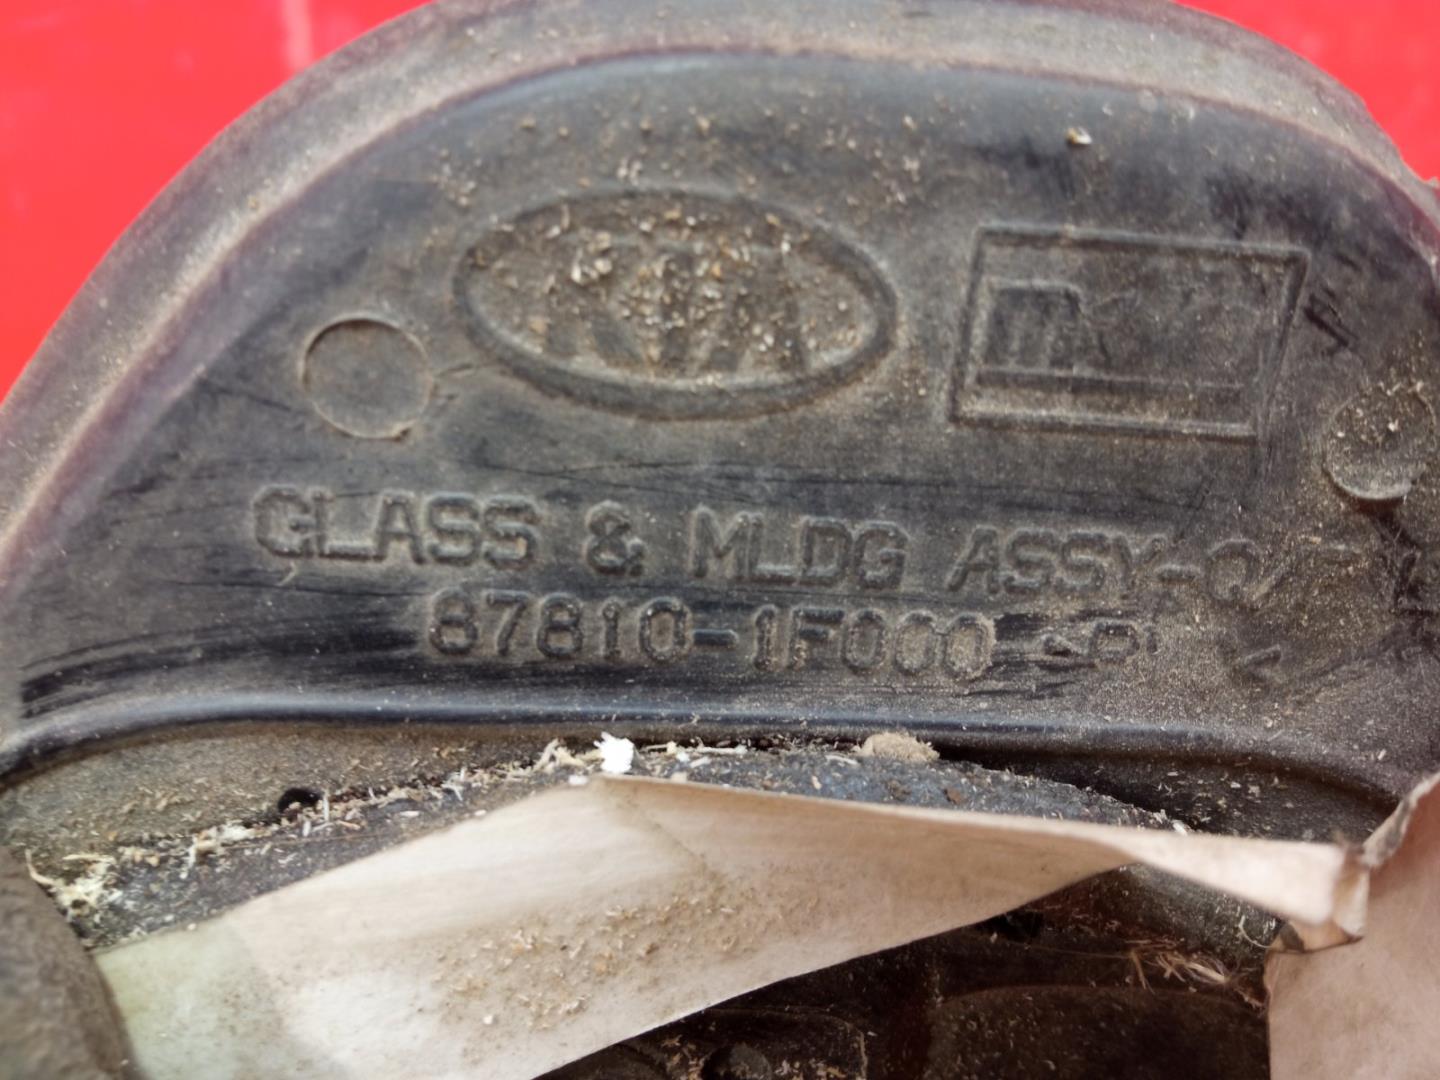 KIA
GLASS & MLDG ASSY-Q
87810-1F000